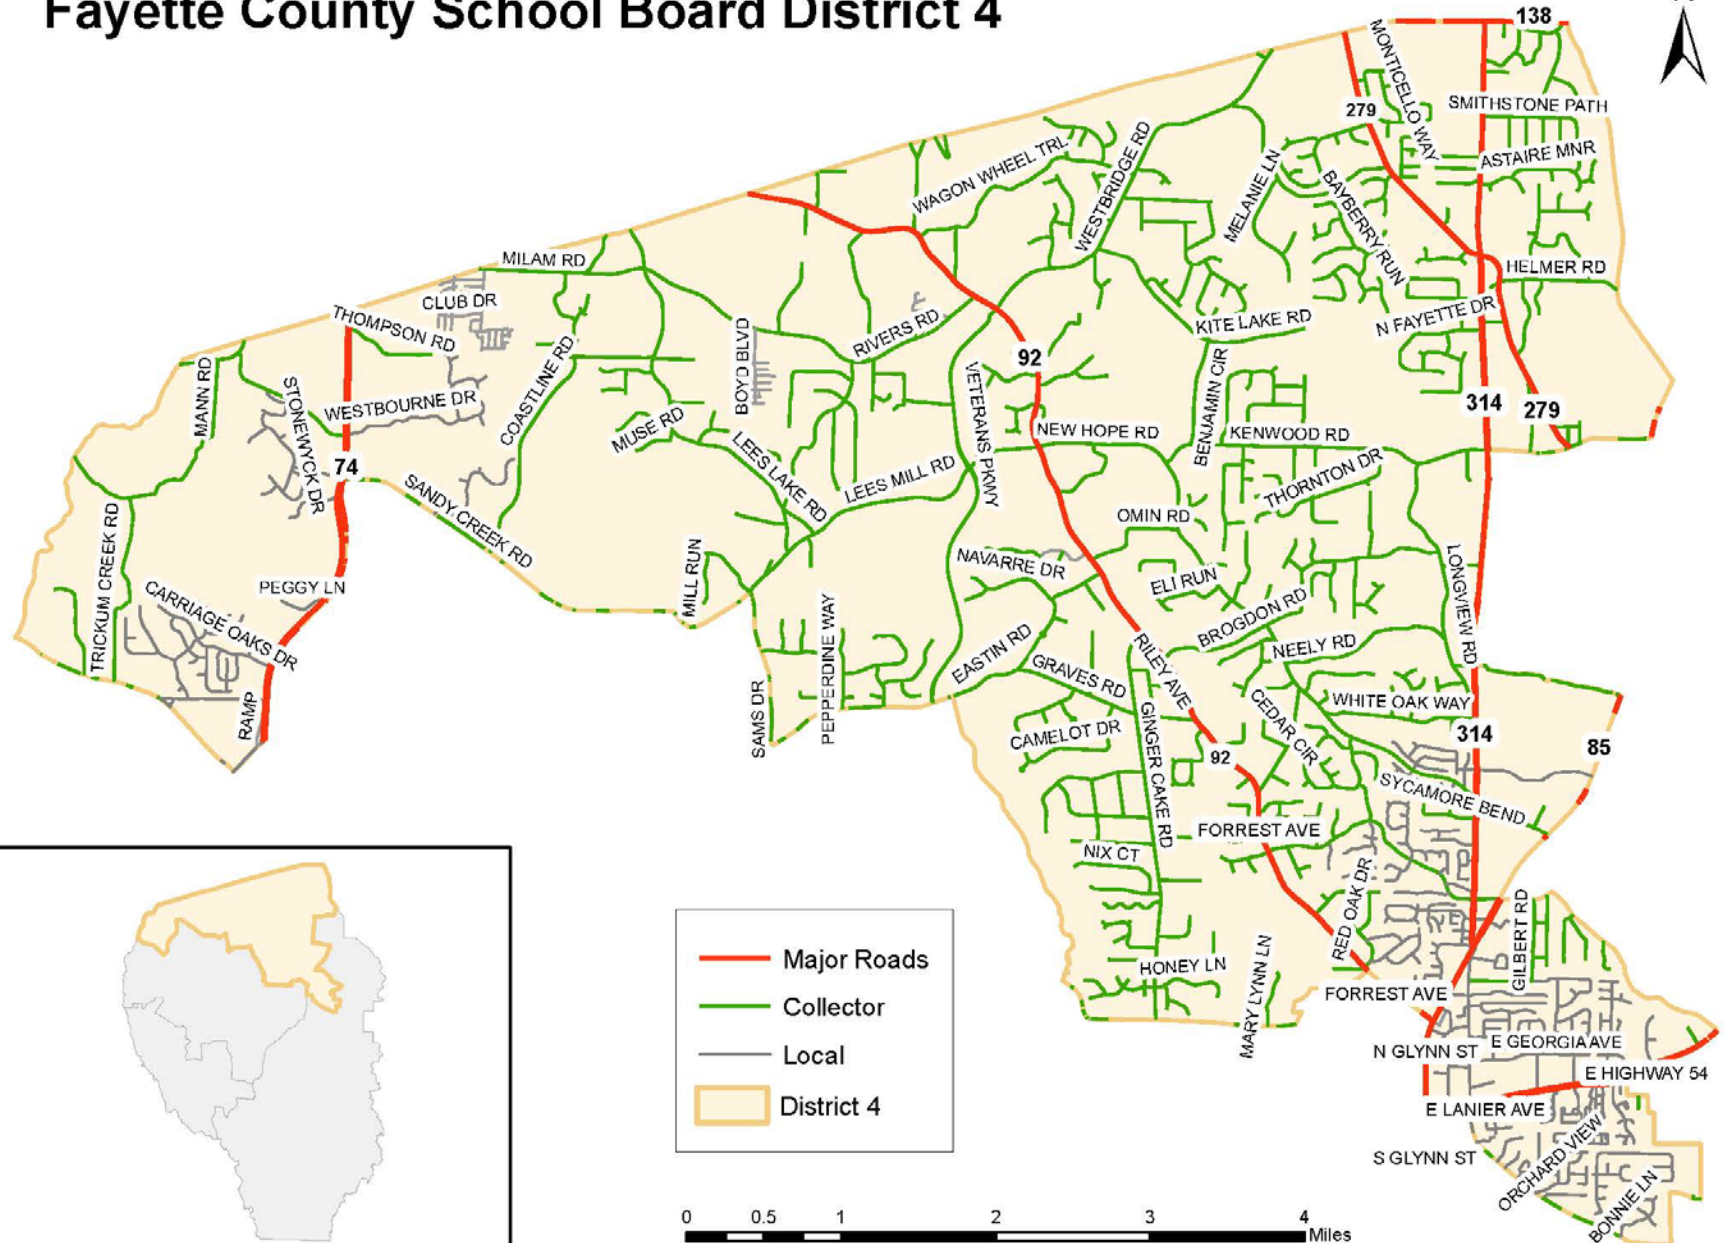 Fayette County School Board District 4
138
MONTICELLO WAY
279
SMITHSTONE PATH
ASTAIRE MNR
WAGON WHEEL TRL
WESTBRIDGE RD
MELANIE LN
BAYBERRY RUN
HELMER RD
MILAM RD
CLUB DR
THOMPSON RD
RIVERS RD
KITE LAKE RD
N FAYETTE DR
BOYD BLVD
COASTLINE RD
92
VETERANS PKWY
BENJAMIN CIR
314
279
MANN RD
STONEWYCK DR
WESTBOURNE DR
MUSE RD
NEW HOPE RD
KENWOOD RD
74
LEES LAKE RD
LEES MILL RD
THORNTON DR
SANDY CREEK RD
OMIN RD
TRICKUM CREEK RD
NAVARRE DR
ELI RUN
LONGVIEW RD
PEGGY LN
MILL RUN
BROGDON RD
CARRIAGE OAKS DR
PEPPERDINE WAY
EASTIN RD
RILEY AVE
NEELY RD
GRAVES RD
RAMP
SAMS DR
CEDAR CIR
WHITE OAK WAY
CAMELOT DR
GINGER CAKE RD
314
85
92
SYCAMORE BEND
FORREST AVE
NIX CT
RED OAK DR
GILBERT RD
HONEY LN
MARY LYNN LN
FORREST AVE
N GLYNN ST
E GEORGIA AVE
E HIGHWAY 54
E LANIER AVE
S GLYNN ST
ORCHARD VIEW
BONNIE LN
Major Roads
Collector
Local
District 4
0 0.5 1 2 3 4
Miles